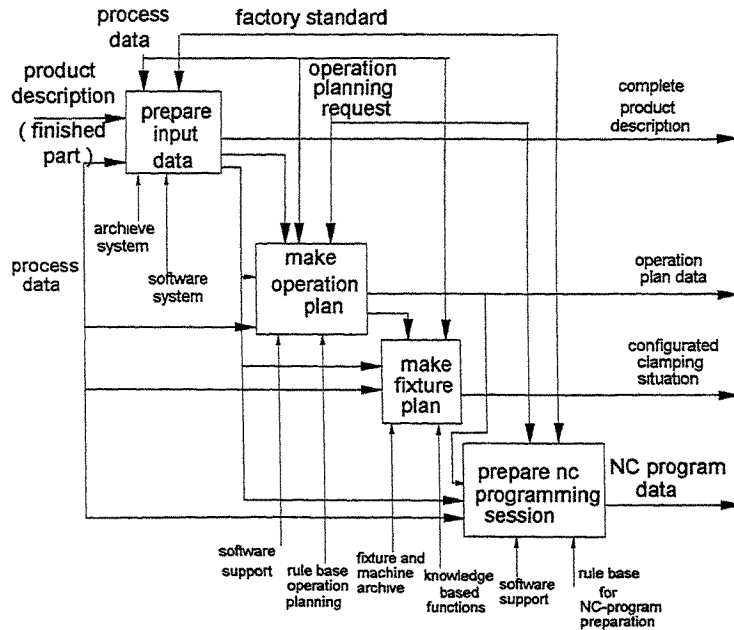 process
data
factory standard
product
description
( finished
part )
prepare
input
data
operation
planning
request
complete
product
description
archieve
system
software
system
process
data
make
operation
plan
operation
plan data
make
fixture
plan
configurated
clamping
situation
prepare nc
programming
session
NC program
data
software
support
rule base
operation
planning
fixture and
machine
archive
knowledge
based
functions
software
support
rule base
for
NC-program
preparation